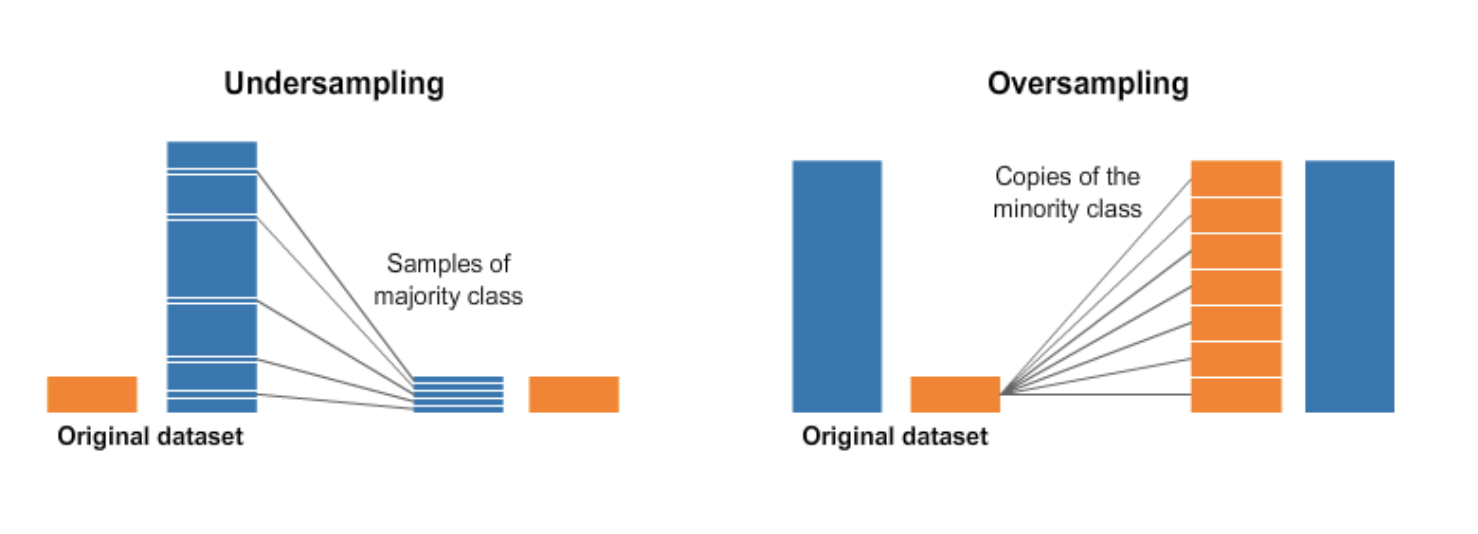 Undersampling
Samples of
majority class
Original dataset
Oversampling
Copies of the
minority class
Original dataset